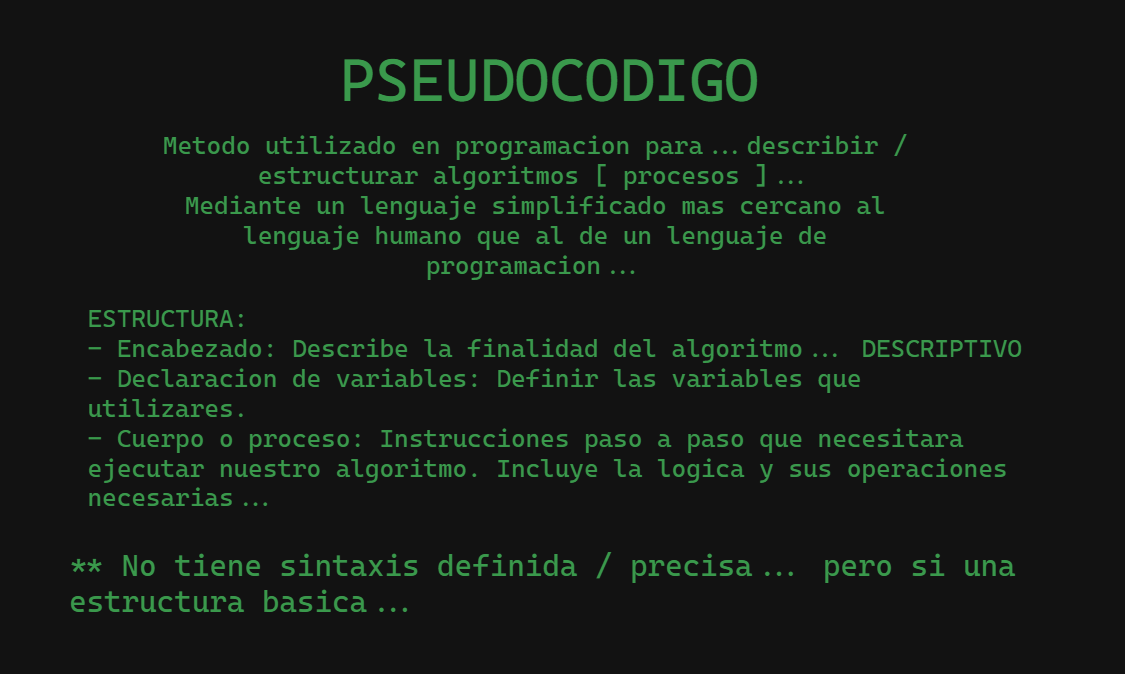 PSEUDOCODIGO
Metodo utilizado en programacion para...describir /
estructurar algoritmos [ procesos ]...
Mediante un lenguaje simplificado mas cercano al
lenguaje humano que al de un lenguaje de
programacion...
ESTRUCTURA:
- Encabezado: Describe la finalidad del algoritmo... DESCRIPTIVO
- Declaracion de variables: Definir las variables que
utilizares.
- Cuerpo o proceso: Instrucciones paso a paso que necesitara
ejecutar nuestro algoritmo. Incluye la logica y sus operaciones
necesarias...
** No tiene sintaxis definida / precisa... pero si una
estructura basica...